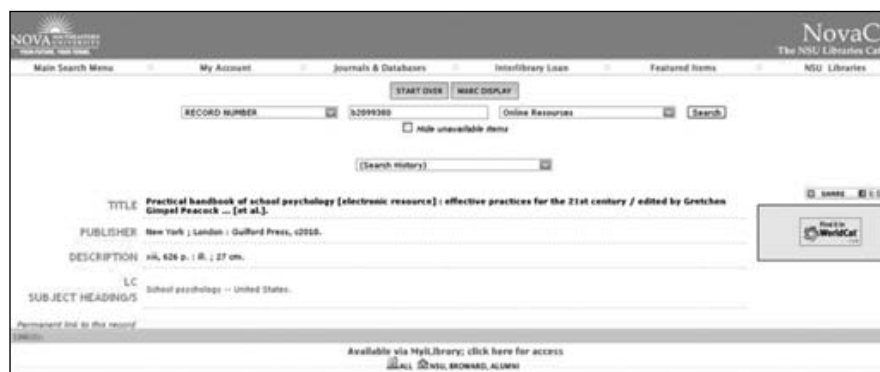 NOVA SOUTHEASTERN
UNIVERSITY
NovaC
The NSU Libraries Cat
Main Search Menu My Account Journals & Databases Interlibrary Loan Featured Items NSU Libraries
START OVER MARC DISPLAY
RECORD NUMBER b2099380 Online Resources Search
Hide unavailable items
(Search History)
SHARE
TITLE Practical handbook of school psychology [electronic resource] : effective practices for the 21st century / edited by Gretchen
Gimpel Peacock ... [et al.].
Find it in
WorldCat
PUBLISHER New York ; London : Guilford Press, c2010.
DESCRIPTION xiii, 626 p. : ill. ; 27 cm.
LC
SUBJECT HEADING/S School psychology -- United States.
Permanent link to this record
Available via MyiLibrary; click here for access
ALL NSU, BROWARD, ALUMNI